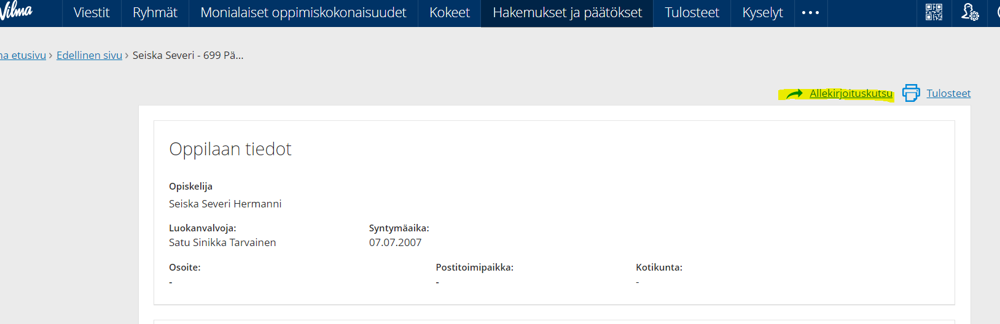 Vilma Viestit Ryhmät Monialaiset oppimiskokonaisuudet Kokeet Hakemukset ja päätökset Tulosteet Kyselyt •••
etusivu › Edellinen sivu › Seiska Severi - 699 Pä...
Allekirjoituskutsu Tulosteet
Oppilaan tiedot
Opiskelija
Seiska Severi Hermanni
Luokanvalvoja: Syntymäaika:
Satu Sinikka Tarvainen 07.07.2007
Osoite: Postitoimipaikka: Kotikunta:
- - -